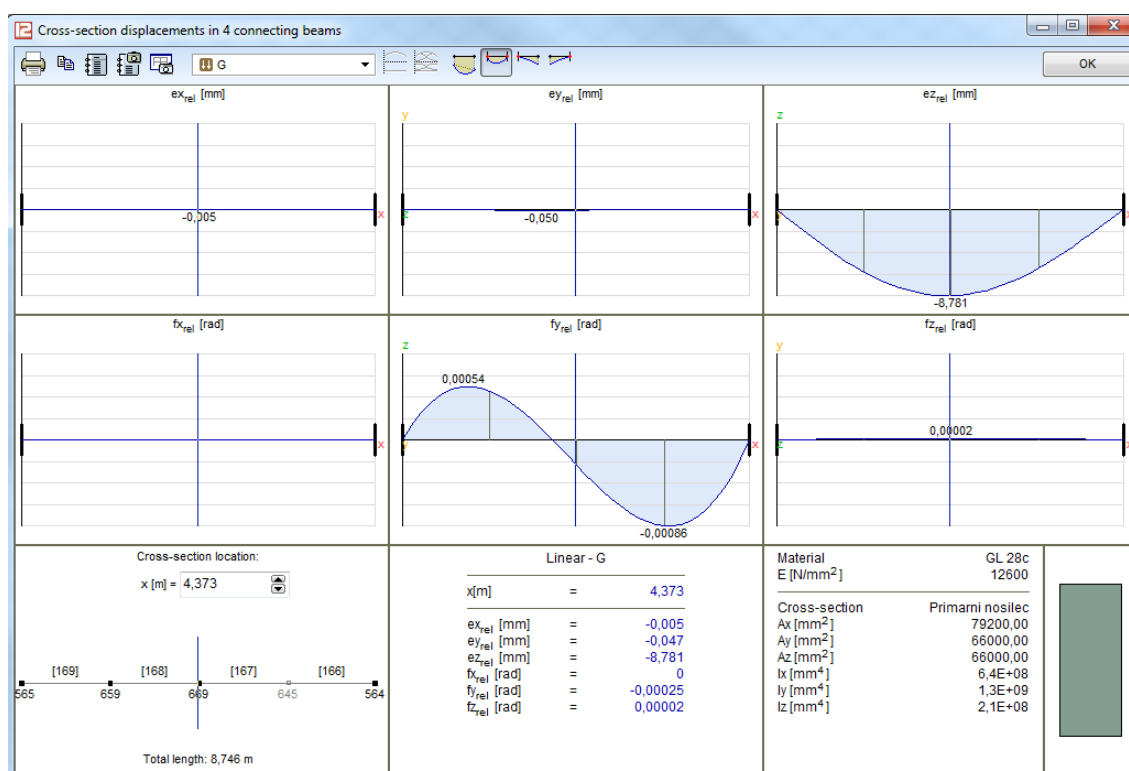 Cross-section displacements in 4 connecting beams
G
OK
ex_rel [mm]
x
-0,005
ey_rel [mm]
y
z
-0,050
ez_rel [mm]
z
y
x
-8,781
fx_rel [rad]
x
fy_rel [rad]
z
y
x
0,00054
-0,00086
fz_rel [rad]
y
z
x
0,00002
Cross-section location:
x [m] = 4,373
[169] [168] [167] [166]
565 659 669 645 564
Total length: 8,746 m
Linear - G
x[m] = 4,373
ex_rel [mm] = -0,005
ey_rel [mm] = -0,047
ez_rel [mm] = -8,781
fx_rel [rad] = 0
fy_rel [rad] = -0,00025
fz_rel [rad] = 0,00002
Material GL 28c
E [N/mm²] 12600
Cross-section Primarni nosilec
Ax [mm²] 79200,00
Ay [mm²] 66000,00
Az [mm²] 66000,00
Ix [mm⁴] 6,4E+08
Iy [mm⁴] 1,3E+09
Iz [mm⁴] 2,1E+08